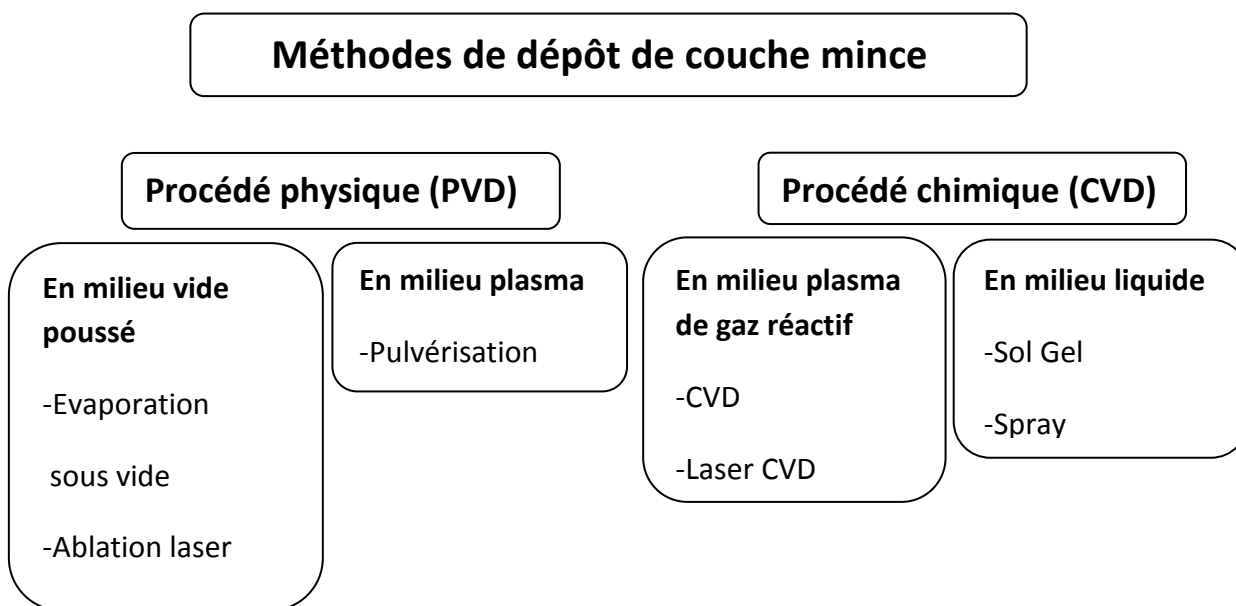 Méthodes de dépôt de couche mince
Procédé physique (PVD)
En milieu vide
poussé
-Evaporation
sous vide
-Ablation laser
En milieu plasma
-Pulvérisation
Procédé chimique (CVD)
En milieu plasma
de gaz réactif
-CVD
-Laser CVD
En milieu liquide
-Sol Gel
-Spray